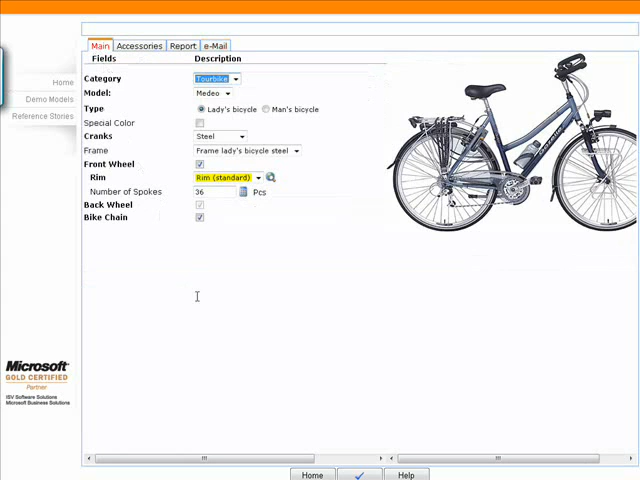 Main Accessories Report e-Mail
Fields Description
Category Tourbike
Model: Medeo
Type Lady's bicycle Man's bicycle
Special Color
Cranks Steel
Frame Frame lady's bicycle steel
Front Wheel
Rim Rim (standard)
Number of Spokes 36 Pcs
Back Wheel
Bike Chain
Home
Demo Models
Reference Stories
Microsoft
GOLD CERTIFIED
Partner
ISV Software Solutions
Microsoft Business Solutions
Home Help